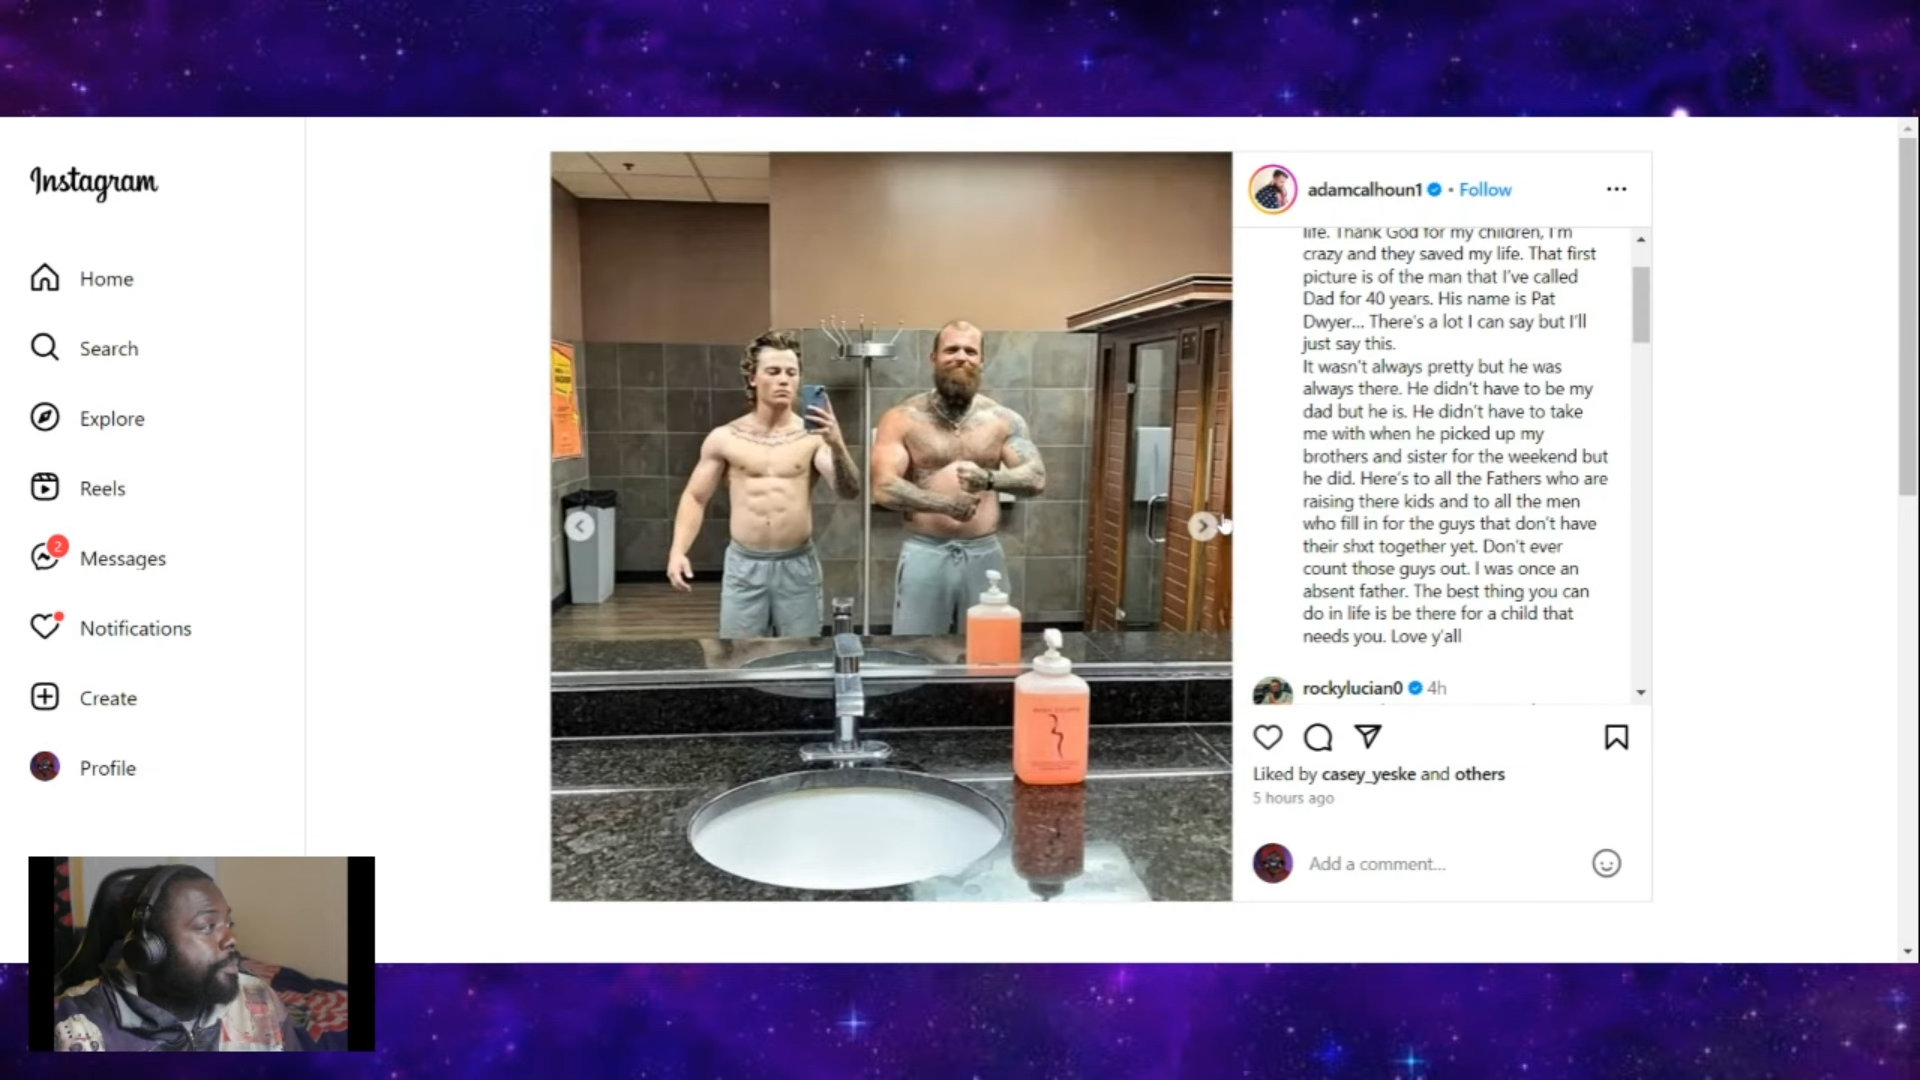 Instagram
Home
Search
Explore
Reels
2
Messages
Notifications
Create
Profile
adamcalhoun1 • Follow
life. Thank God for my children, I'm
crazy and they saved my life. That first
picture is of the man that I've called
Dad for 40 years. His name is Pat
Dwyer... There's a lot I can say but I'll
just say this.
It wasn't always pretty but he was
always there. He didn't have to be my
dad but he is. He didn't have to take
me with when he picked up my
brothers and sister for the weekend but
he did. Here's to all the Fathers who are
raising there kids and to all the men
who fill in for the guys that don't have
their shxt together yet. Don't ever
count those guys out. I was once an
absent father. The best thing you can
do in life is be there for a child that
needs you. Love y'all
rockylucian0 4h
Liked by casey_yeske and others
5 hours ago
Add a comment...